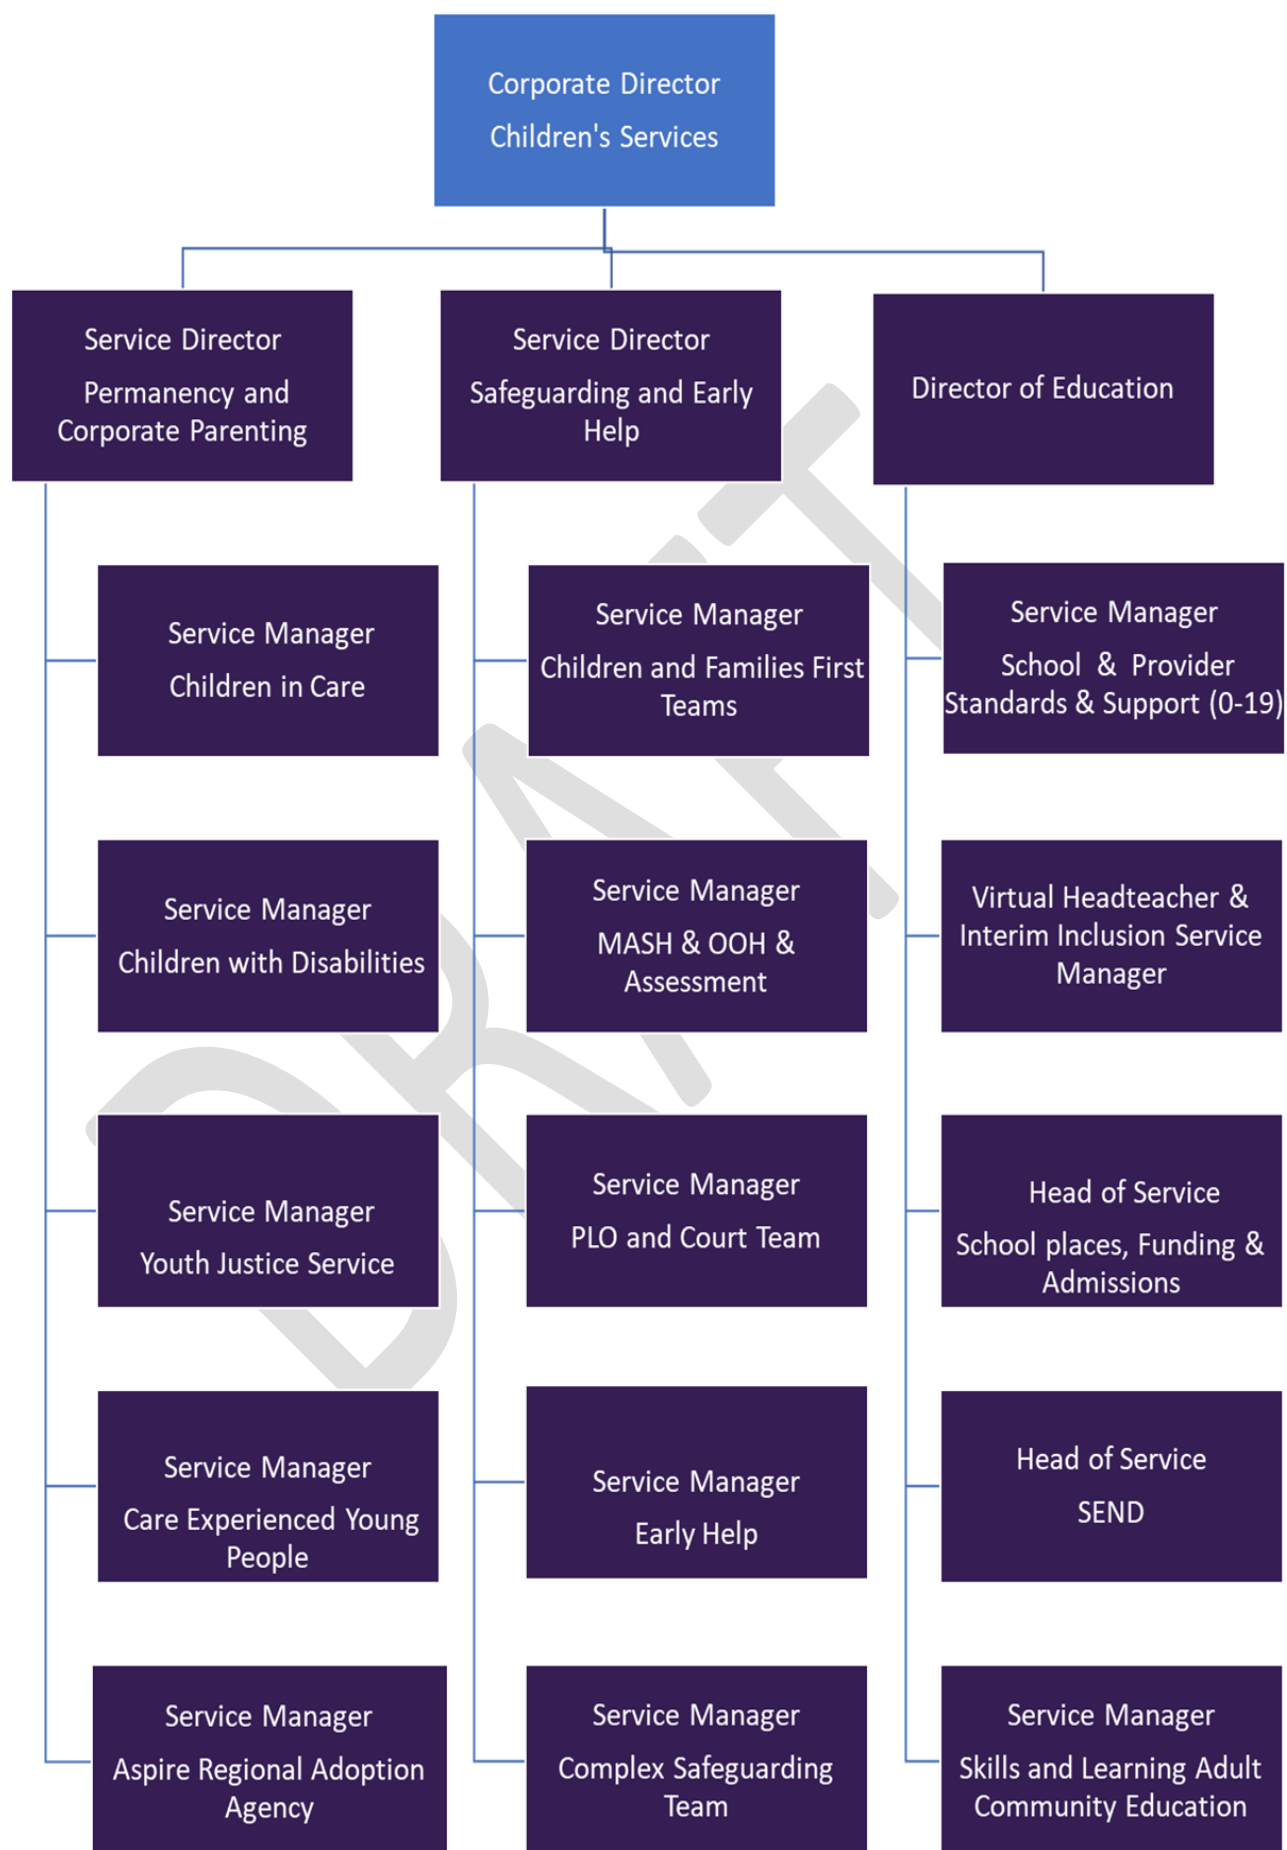 Corporate Director
Children's Services
Service Director
Permanency and
Corporate Parenting
Service Director
Safeguarding and Early
Help
Director of Education
Service Manager
Children in Care
Service Manager
Children and Families First
Teams
Service Manager
School & Provider
Standards & Support (0-19)
Service Manager
Children with Disabilities
Service Manager
MASH & OOH &
Assessment
Virtual Headteacher &
Interim Inclusion Service
Manager
Service Manager
Youth Justice Service
Service Manager
PLO and Court Team
Head of Service
School places, Funding &
Admissions
Service Manager
Care Experienced Young
People
Service Manager
Early Help
Head of Service
SEND
Service Manager
Aspire Regional Adoption
Agency
Service Manager
Complex Safeguarding
Team
Service Manager
Skills and Learning Adult
Community Education
DRAFT